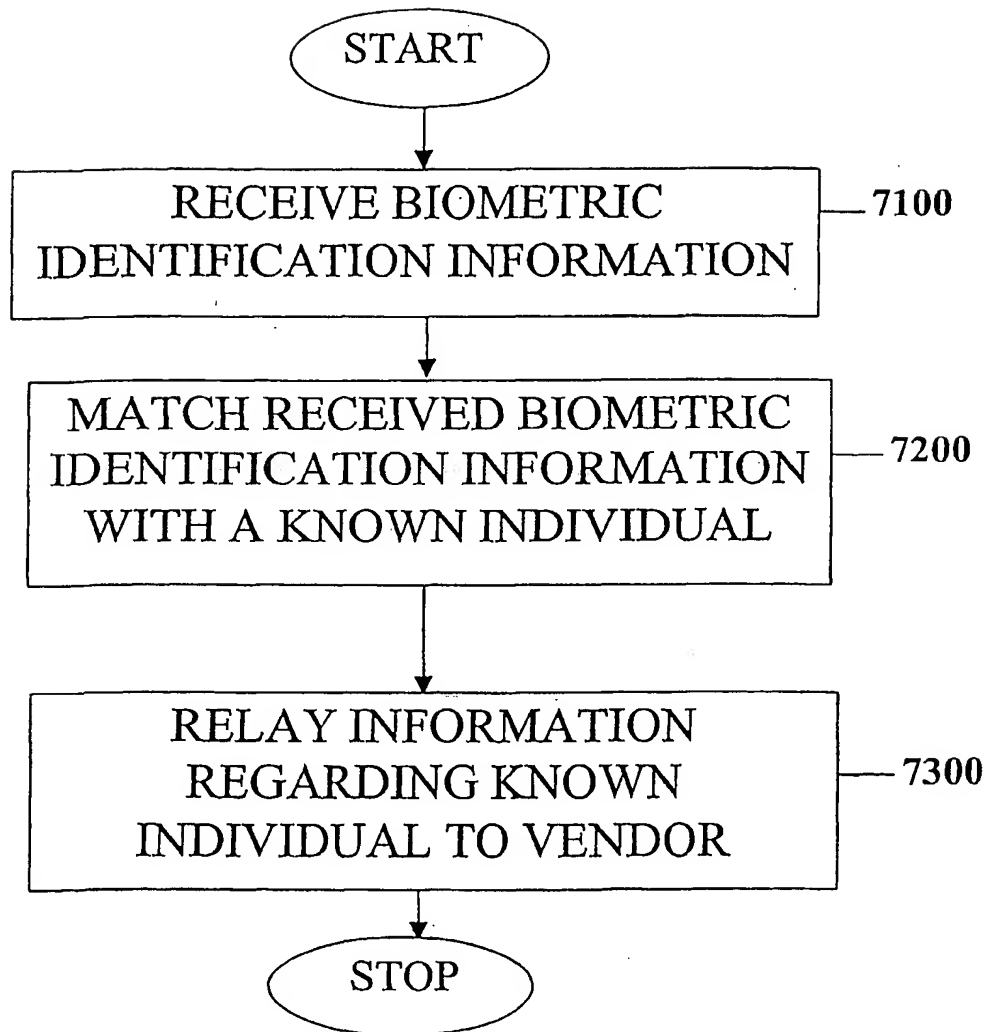 START
RECEIVE BIOMETRIC
IDENTIFICATION INFORMATION
7100
MATCH RECEIVED BIOMETRIC
IDENTIFICATION INFORMATION
WITH A KNOWN INDIVIDUAL
7200
RELAY INFORMATION
REGARDING KNOWN
INDIVIDUAL TO VENDOR
7300
STOP